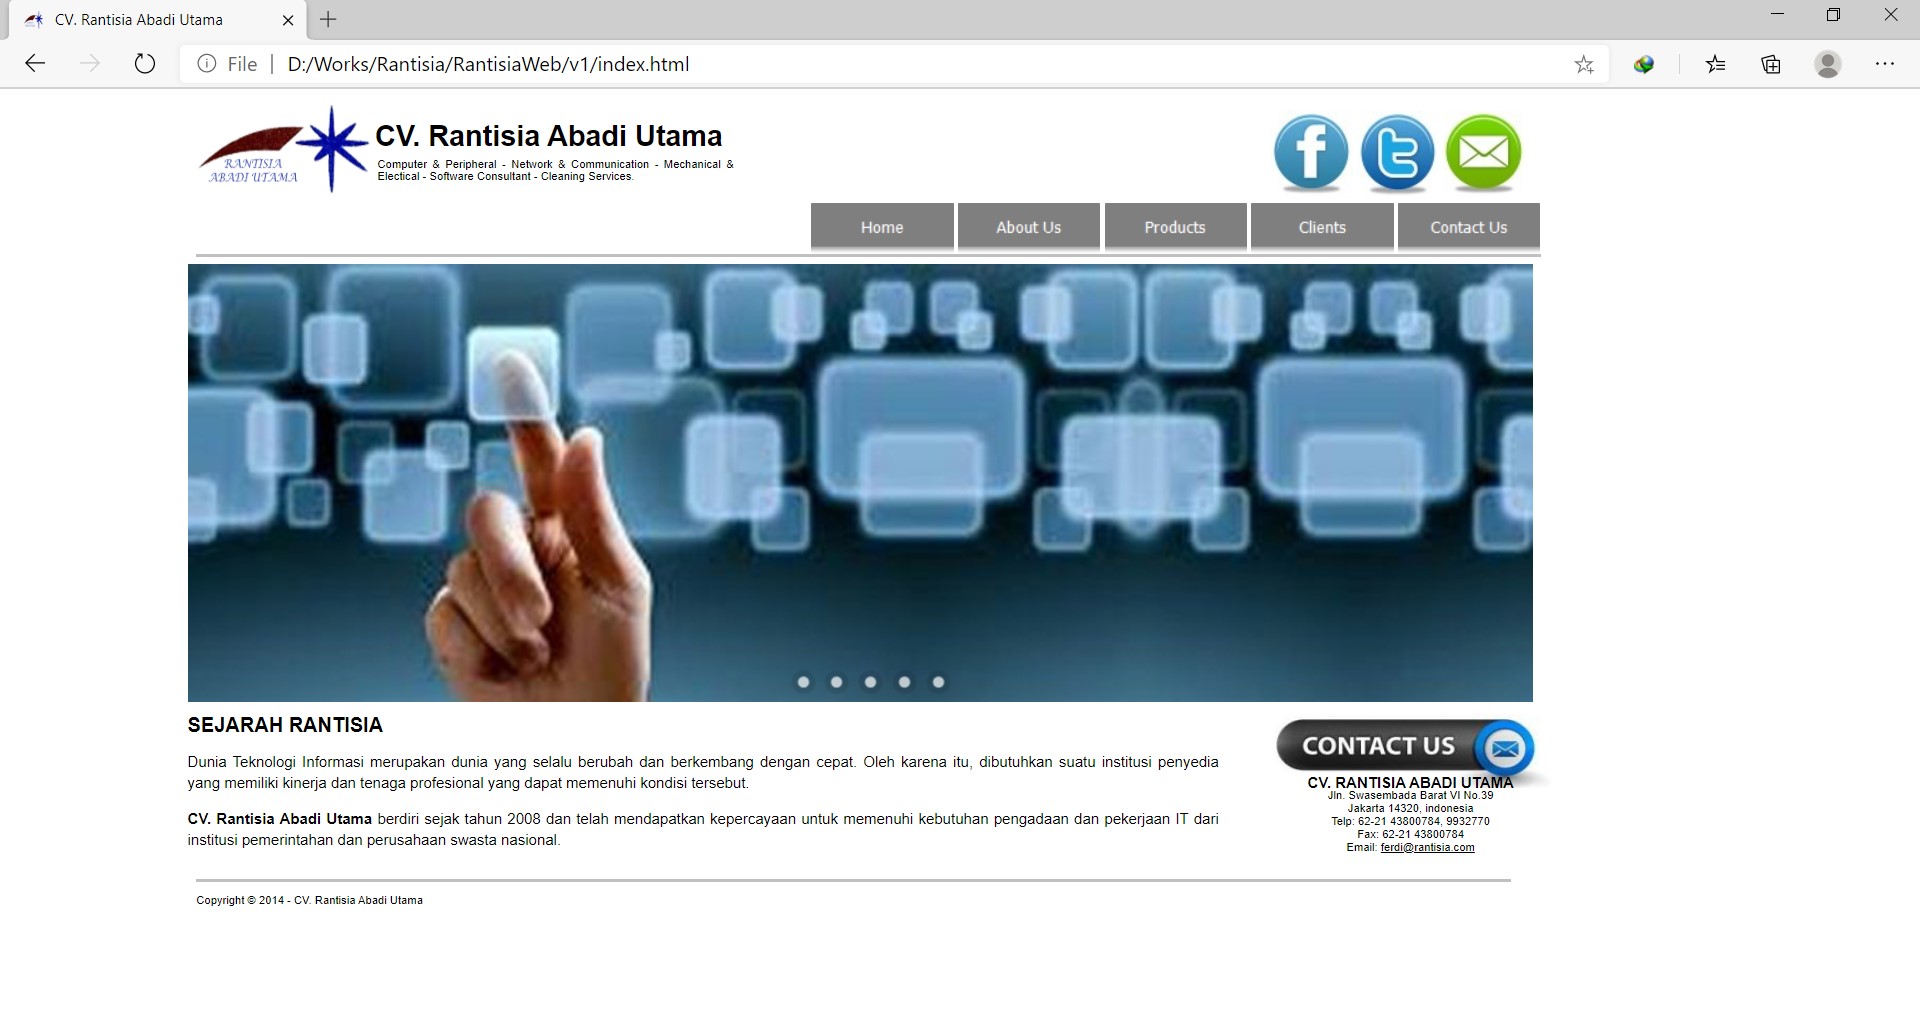 CV. Rantisia Abadi Utama
File
D:/Works/Rantisia/RantisiaWeb/v1/index.html
RANTISIA
ABADI UTAMA
CV. Rantisia Abadi Utama
Computer & Peripheral - Network & Communication - Mechanical &
Electical - Software Consultant - Cleaning Services.
Home
About Us
Products
Clients
Contact Us
SEJARAH RANTISIA
Dunia Teknologi Informasi merupakan dunia yang selalu berubah dan berkembang dengan cepat. Oleh karena itu, dibutuhkan suatu institusi penyedia
yang memiliki kinerja dan tenaga profesional yang dapat memenuhi kondisi tersebut.
CV. Rantisia Abadi Utama berdiri sejak tahun 2008 dan telah mendapatkan kepercayaan untuk memenuhi kebutuhan pengadaan dan pekerjaan IT dari
institusi pemerintahan dan perusahaan swasta nasional.
CONTACT US
CV. RANTISIA ABADI UTAMA
Jln. Swasembada Barat VI No.39
Jakarta 14320, indonesia
Telp: 62-21 43800784, 9932770
Fax: 62-21 43800784
Email: ferdi@rantisia.com
Copyright © 2014 - CV. Rantisia Abadi Utama